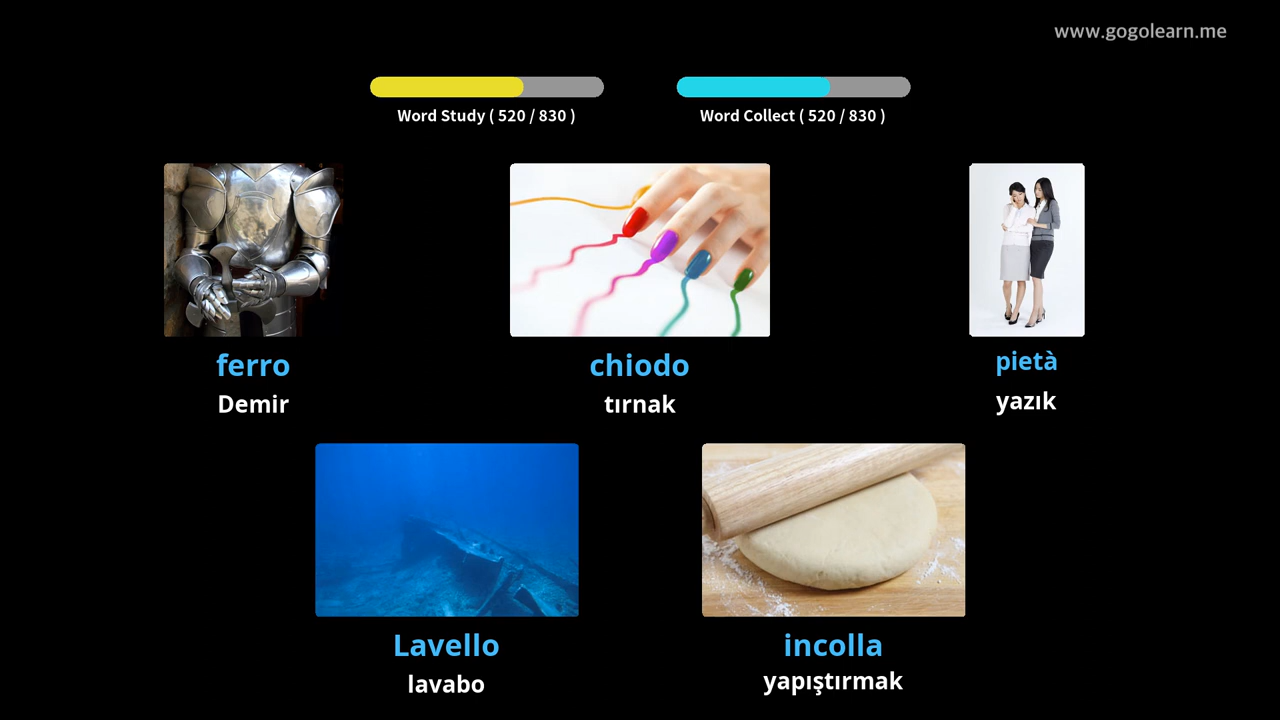 www.gogolearn.me
Word Study ( 520 / 830 )
Word Collect ( 520 / 830 )
ferro
Demir
chiodo
tırnak
pietà
yazık
Lavello
lavabo
incolla
yapıştırmak